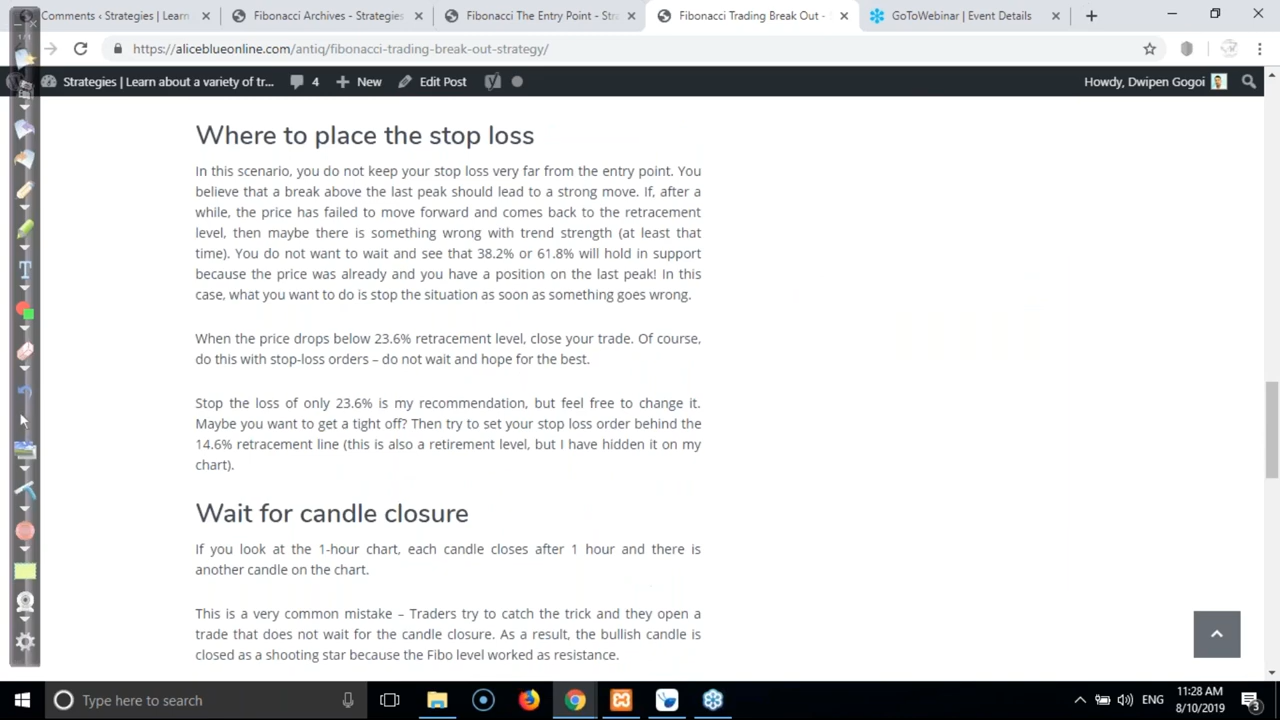 Comments ‹ Strategies | Learn
Fibonacci Archives - Strategies
Fibonacci The Entry Point - Stra
Fibonacci Trading Break Out -
GoToWebinar | Event Details
https://aliceblueonline.com/antiq/fibonacci-trading-break-out-strategy/
Strategies | Learn about a variety of tr...
4
New
Edit Post
Howdy, Dwipen Gogoi
1/1
Where to place the stop loss
In this scenario, you do not keep your stop loss very far from the entry point. You
believe that a break above the last peak should lead to a strong move. If, after a
while, the price has failed to move forward and comes back to the retracement
level, then maybe there is something wrong with trend strength (at least that
time). You do not want to wait and see that 38.2% or 61.8% will hold in support
because the price was already and you have a position on the last peak! In this
case, what you want to do is stop the situation as soon as something goes wrong.
When the price drops below 23.6% retracement level, close your trade. Of course,
do this with stop-loss orders – do not wait and hope for the best.
Stop the loss of only 23.6% is my recommendation, but feel free to change it.
Maybe you want to get a tight off? Then try to set your stop loss order behind the
14.6% retracement line (this is also a retirement level, but I have hidden it on my
chart).
Wait for candle closure
If you look at the 1-hour chart, each candle closes after 1 hour and there is
another candle on the chart.
This is a very common mistake – Traders try to catch the trick and they open a
trade that does not wait for the candle closure. As a result, the bullish candle is
closed as a shooting star because the Fibo level worked as resistance.
Type here to search
ENG
11:28 AM
8/10/2019
3